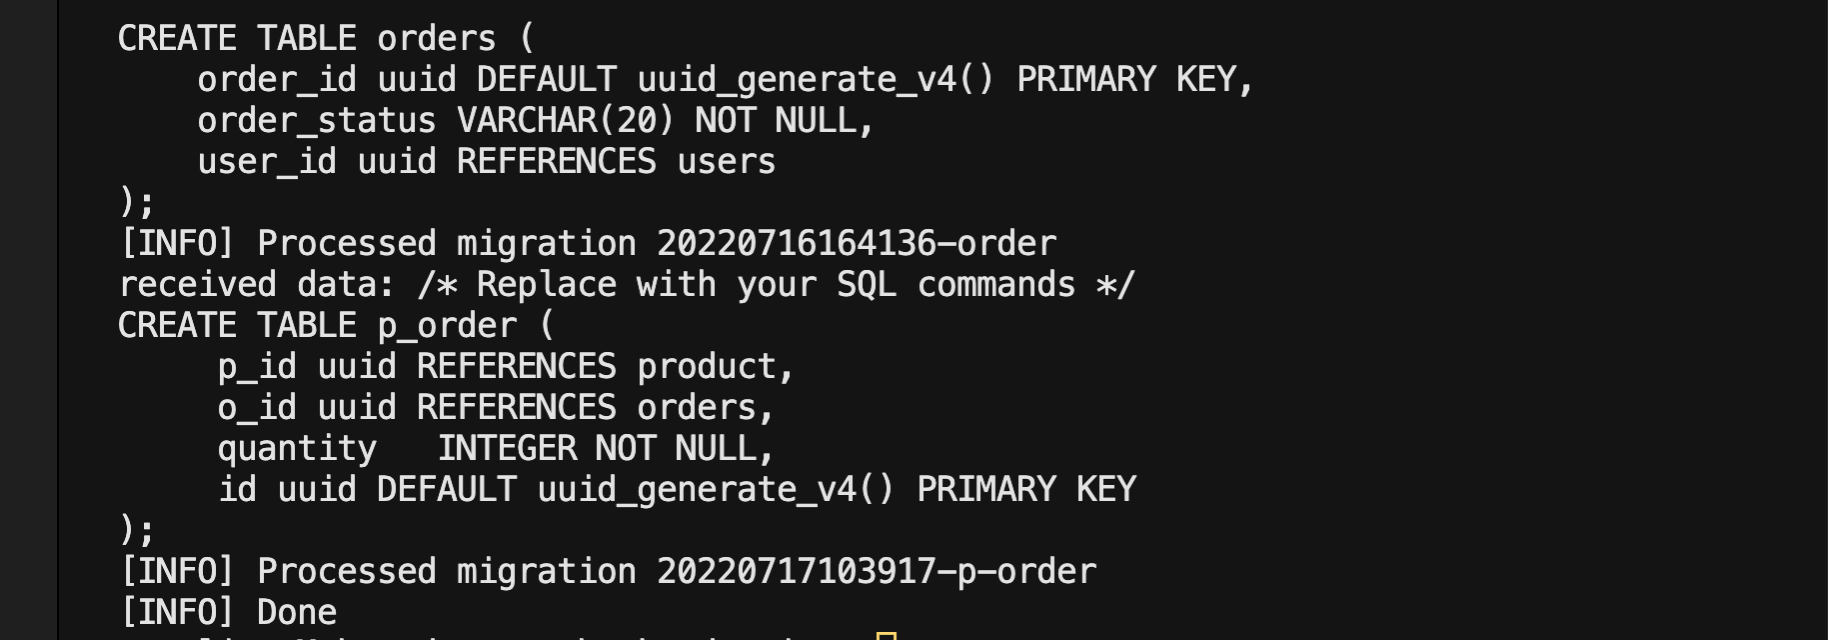 CREATE TABLE orders (
    order_id uuid DEFAULT uuid_generate_v4() PRIMARY KEY,
    order_status VARCHAR(20) NOT NULL,
    user_id uuid REFERENCES users
);
[INFO] Processed migration 20220716164136-order
received data: /* Replace with your SQL commands */
CREATE TABLE p_order (
     p_id uuid REFERENCES product,
     o_id uuid REFERENCES orders,
     quantity   INTEGER NOT NULL,
     id uuid DEFAULT uuid_generate_v4() PRIMARY KEY
);
[INFO] Processed migration 20220717103917-p-order
[INFO] Done